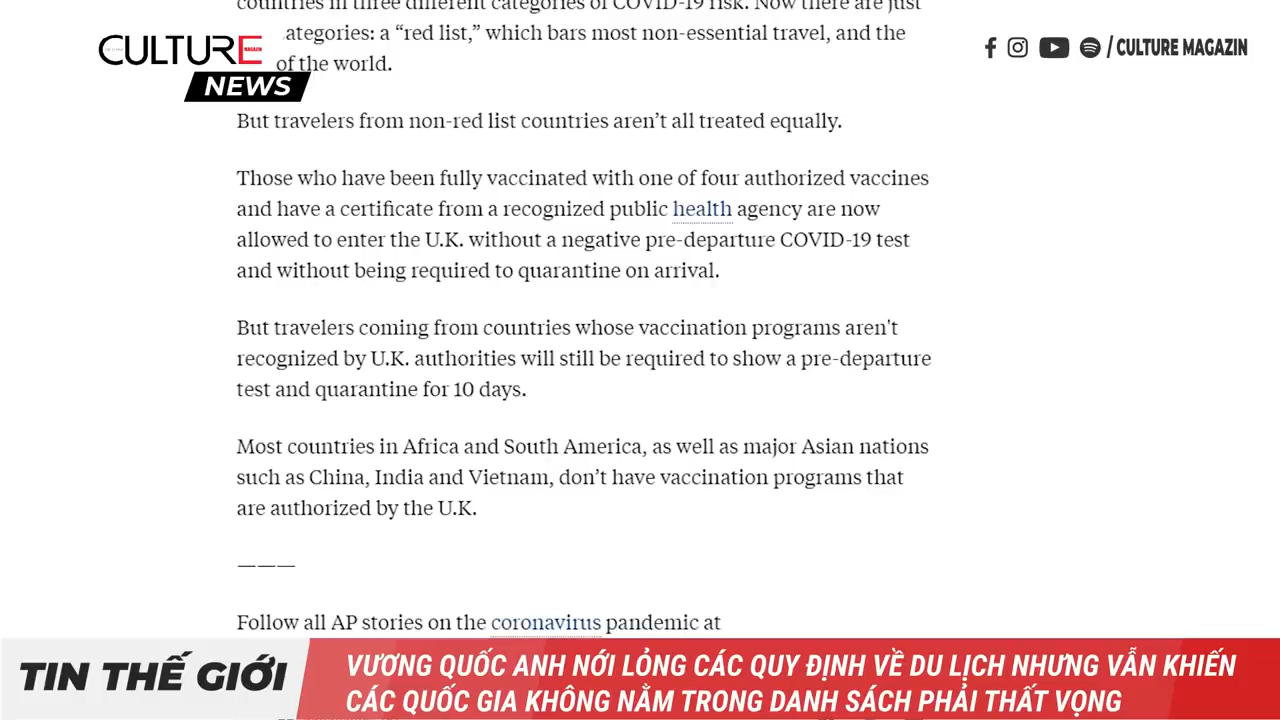 countries in three different categories of COVID-19 risk. Now there are just
CULTURE MAGAZIN
ategories: a “red list,” which bars most non-essential travel, and the
/ CULTURE MAGAZIN
of the world.
NEWS
But travelers from non-red list countries aren’t all treated equally.
Those who have been fully vaccinated with one of four authorized vaccines
and have a certificate from a recognized public health agency are now
allowed to enter the U.K. without a negative pre-departure COVID-19 test
and without being required to quarantine on arrival.
But travelers coming from countries whose vaccination programs aren't
recognized by U.K. authorities will still be required to show a pre-departure
test and quarantine for 10 days.
Most countries in Africa and South America, as well as major Asian nations
such as China, India and Vietnam, don’t have vaccination programs that
are authorized by the U.K.
———
Follow all AP stories on the coronavirus pandemic at
TIN THẾ GIỚI
VƯƠNG QUỐC ANH NỚI LỎNG CÁC QUY ĐỊNH VỀ DU LỊCH NHƯNG VẪN KHIẾN
CÁC QUỐC GIA KHÔNG NẰM TRONG DANH SÁCH PHẢI THẤT VỌNG